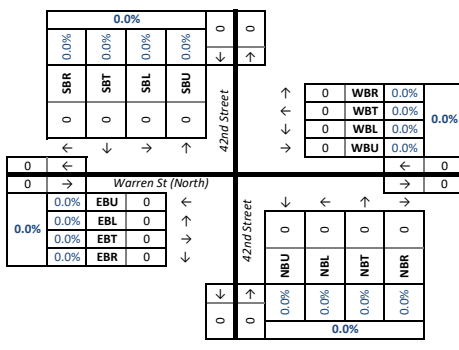 0.0%
0.0% 0.0% 0.0% 0.0% 0 0
↓ ↑
SBR SBT SBL SBU
0 0 0 0
← ↓ → ↑
42nd Street
↑ 0 WBR 0.0%
← 0 WBT 0.0%
↓ 0 WBL 0.0%
→ 0 WBU 0.0%
0.0%
0 ← ← 0
0 → → 0
Warren St (North)
0.0%
0.0% EBU 0 ←
0.0% EBL 0 ↑
0.0% EBT 0 →
0.0% EBR 0 ↓
42nd Street
↓ ← ↑ →
0 0 0 0
NBU NBL NBT NBR
↓ ↑
0 0 0.0% 0.0% 0.0% 0.0%
0.0%